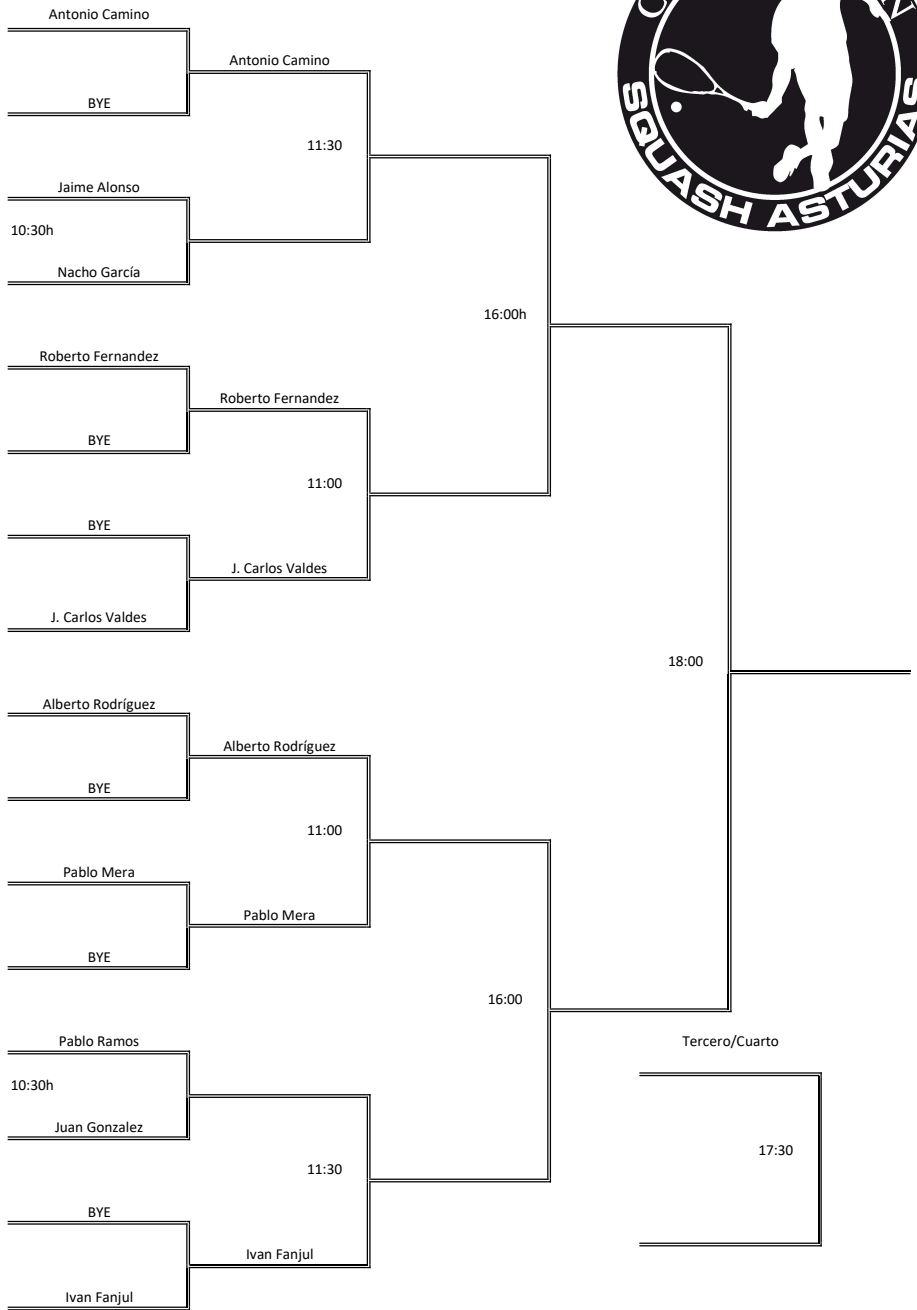 Antonio Camino
Antonio Camino
BYE
11:30
Jaime Alonso
10:30h
Nacho García
16:00h
Roberto Fernandez
Roberto Fernandez
BYE
11:00
BYE
J. Carlos Valdes
J. Carlos Valdes
18:00
Alberto Rodríguez
Alberto Rodríguez
BYE
11:00
Pablo Mera
Pablo Mera
BYE
16:00
Pablo Ramos
10:30h
Juan Gonzalez
11:30
BYE
Ivan Fanjul
Ivan Fanjul
Tercero/Cuarto
17:30
SQUASH ASTURIAS